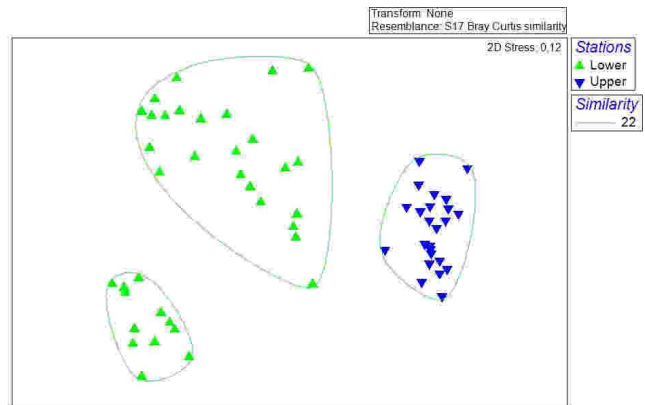 Transform: None
Resemblance: S17 Bray Curtis similarity
2D Stress: 0,12
Stations
Lower
Upper
Similarity
22